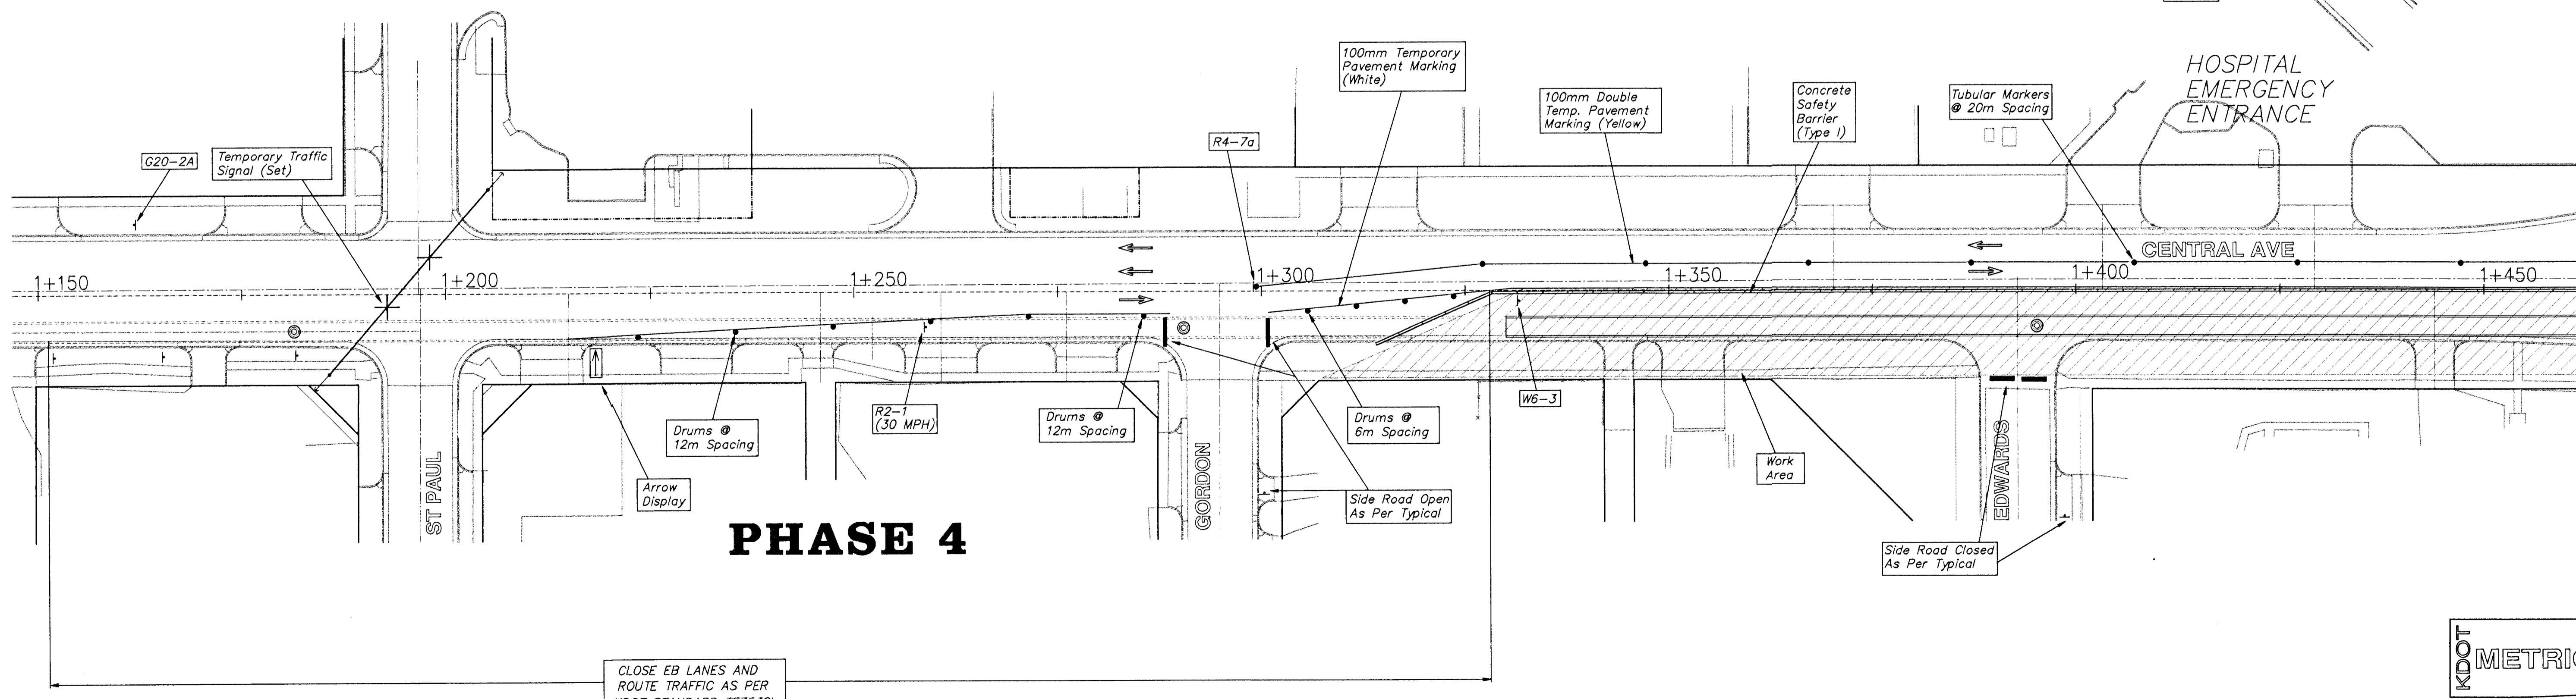 HOSPITAL
EMERGENCY
ENTRANCE
100mm Temporary
Pavement Marking
(White)
100mm Double
Temp. Pavement
Marking (Yellow)
Concrete
Safety
Barrier
(Type I)
Tubular Markers
@ 20m Spacing
R4-7a
G20-2A
Temporary Traffic
Signal (Set)
CENTRAL AVE
1+150
1+200
1+250
1+300
1+350
1+400
1+450
Drums @
12m Spacing
R2-1
(30 MPH)
Drums @
12m Spacing
Drums @
6m Spacing
W6-3
Arrow
Display
Work
Area
Side Road Open
As Per Typical
Side Road Closed
As Per Typical
ST PAUL
GORDON
EDWARDS
PHASE 4
CLOSE EB LANES AND
ROUTE TRAFFIC AS PER
KDOT